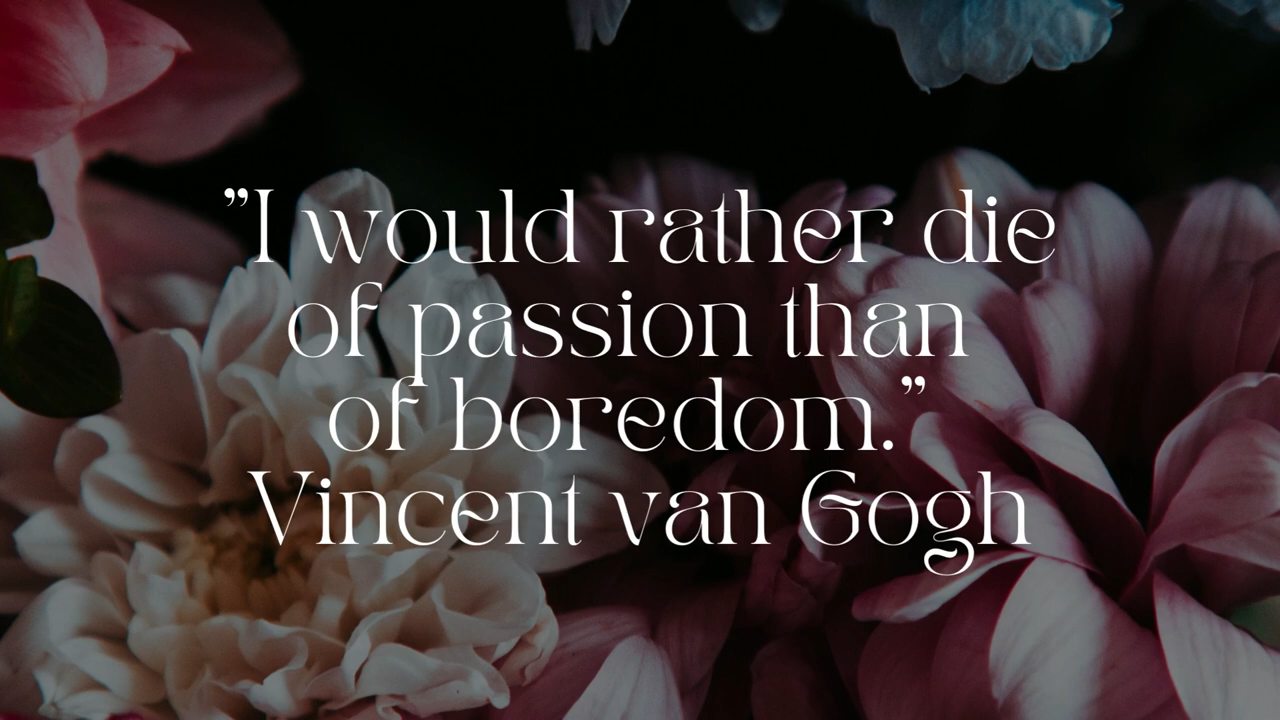 ”I would rather die
of passion than
of boredom.”
Vincent van Gogh